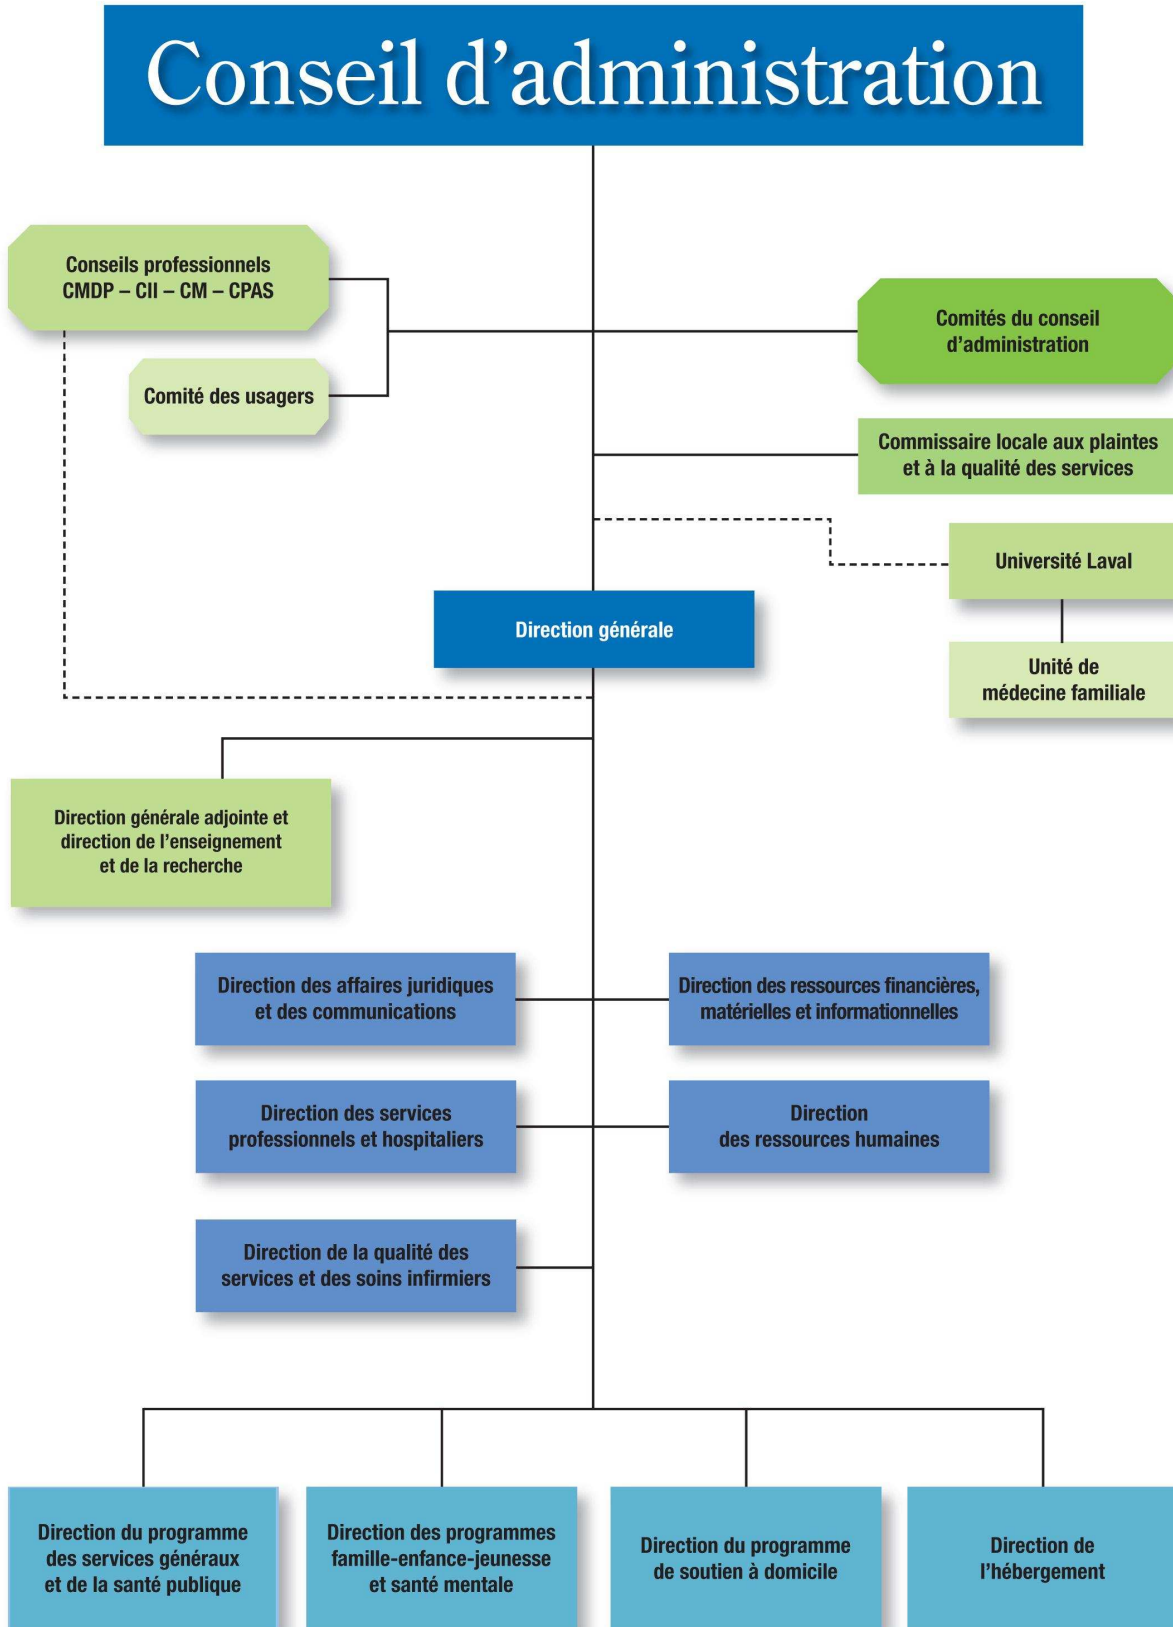 Conseil d’administration
Conseils professionnels
CMDP – CII – CM – CPAS
Comités du conseil
d’administration
Comité des usagers
Commissaire locale aux plaintes
et à la qualité des services
Université Laval
Direction générale
Unité de
médecine familiale
Direction générale adjointe et
direction de l’enseignement
et de la recherche
Direction des affaires juridiques
et des communications
Direction des ressources financières,
matérielles et informationnelles
Direction des services
professionnels et hospitaliers
Direction
des ressources humaines
Direction de la qualité des
services et des soins infirmiers
Direction du programme
des services généraux
et de la santé publique
Direction des programmes
famille-enfance-jeunesse
et santé mentale
Direction du programme
de soutien à domicile
Direction de
l’hébergement